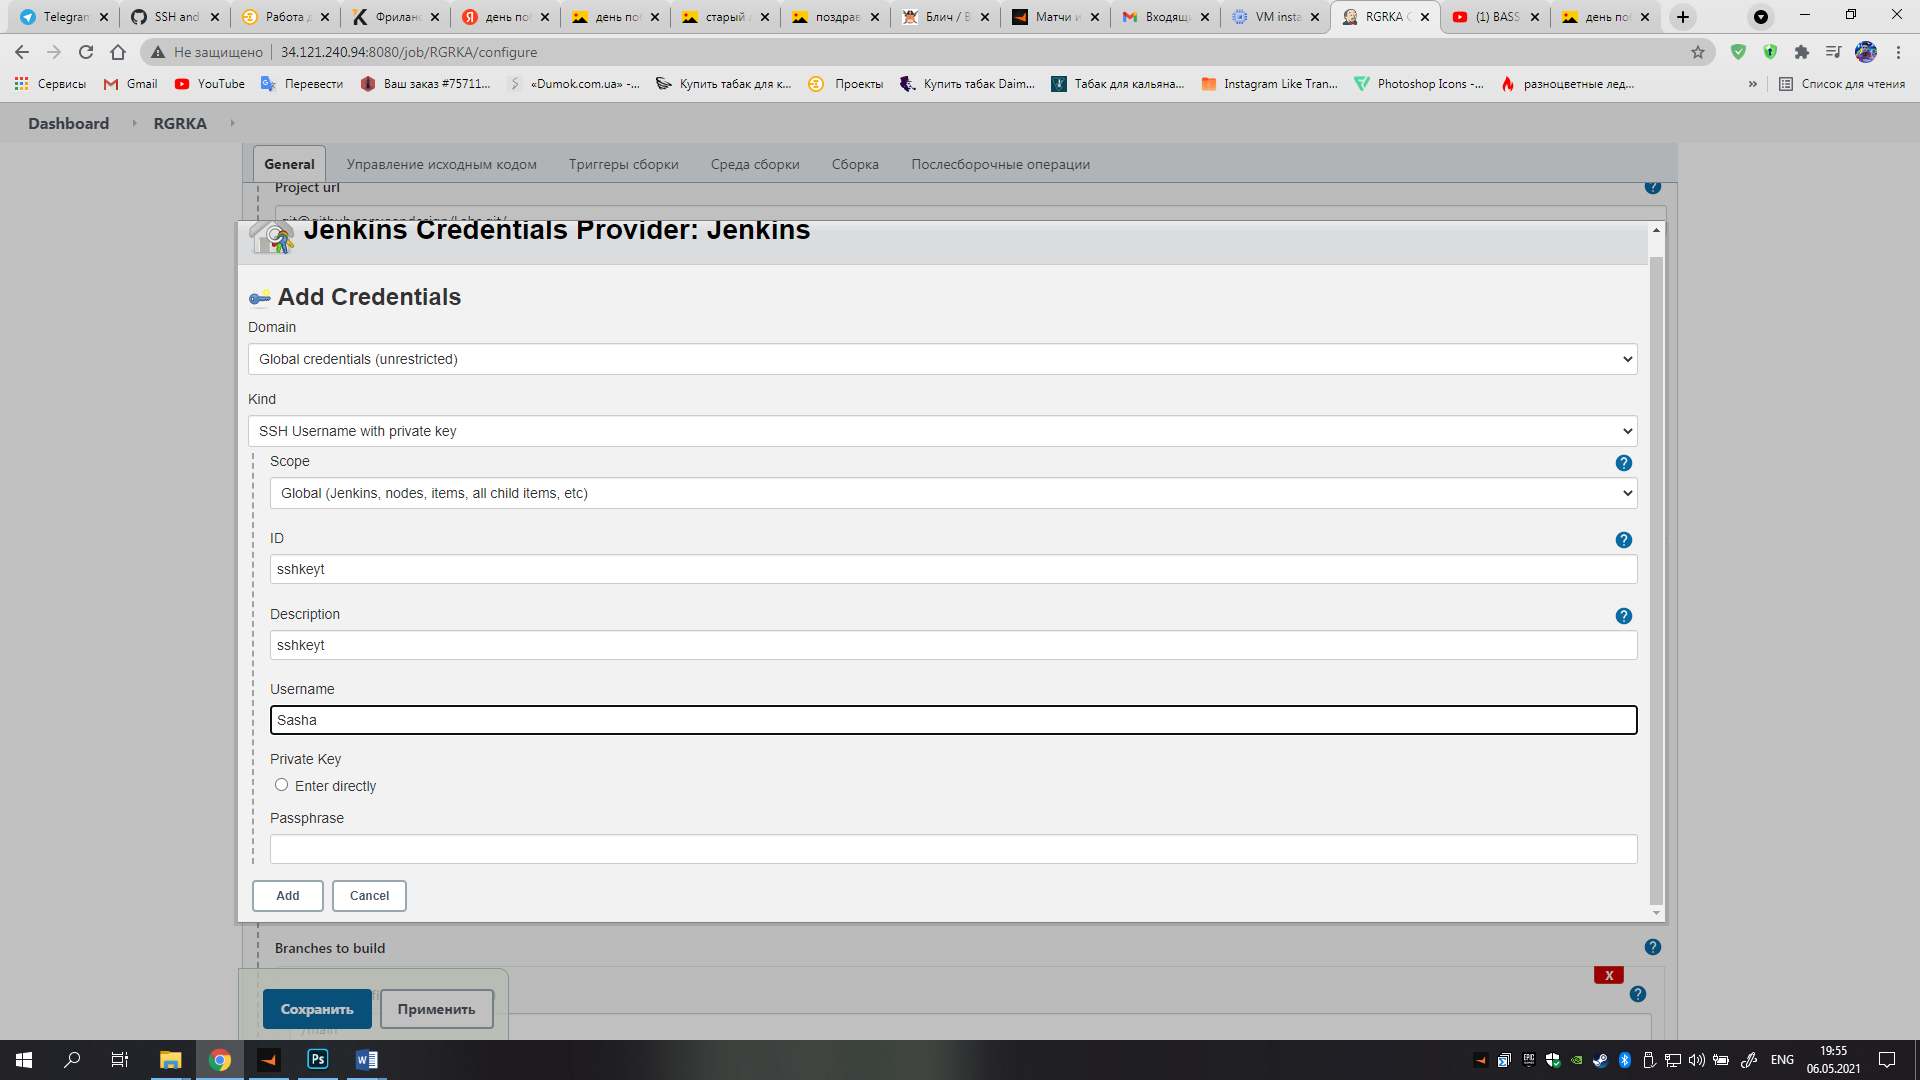 Telegram
SSH and
Работа д
Фриланс
день по
день по
старый
поздрав
Блич / B
Матчи и
Входящи
VM insta
RGRKA C
(1) BASS
день по
Не защищено
34.121.240.94:8080/job/RGRKA/configure
Сервисы
Gmail
YouTube
Перевести
Ваш заказ #75711...
«Dumok.com.ua» -...
Купить табак для к...
Проекты
Купить табак Daim...
Табак для кальяна...
Instagram Like Tran...
Photoshop Icons -...
разноцветные лед...
»
Список для чтения
Dashboard
RGRKA
General
Управление исходным кодом
Триггеры сборки
Среда сборки
Сборка
Послесборочные операции
Project url
Jenkins Credentials Provider: Jenkins
Add Credentials
Domain
Global credentials (unrestricted)
Kind
SSH Username with private key
Scope
Global (Jenkins, nodes, items, all child items, etc)
ID
sshkeyt
Description
sshkeyt
Username
Sasha
Private Key
Enter directly
Passphrase
Add
Cancel
Branches to build
X
Сохранить
Применить
*/main
ENG
19:55
06.05.2021